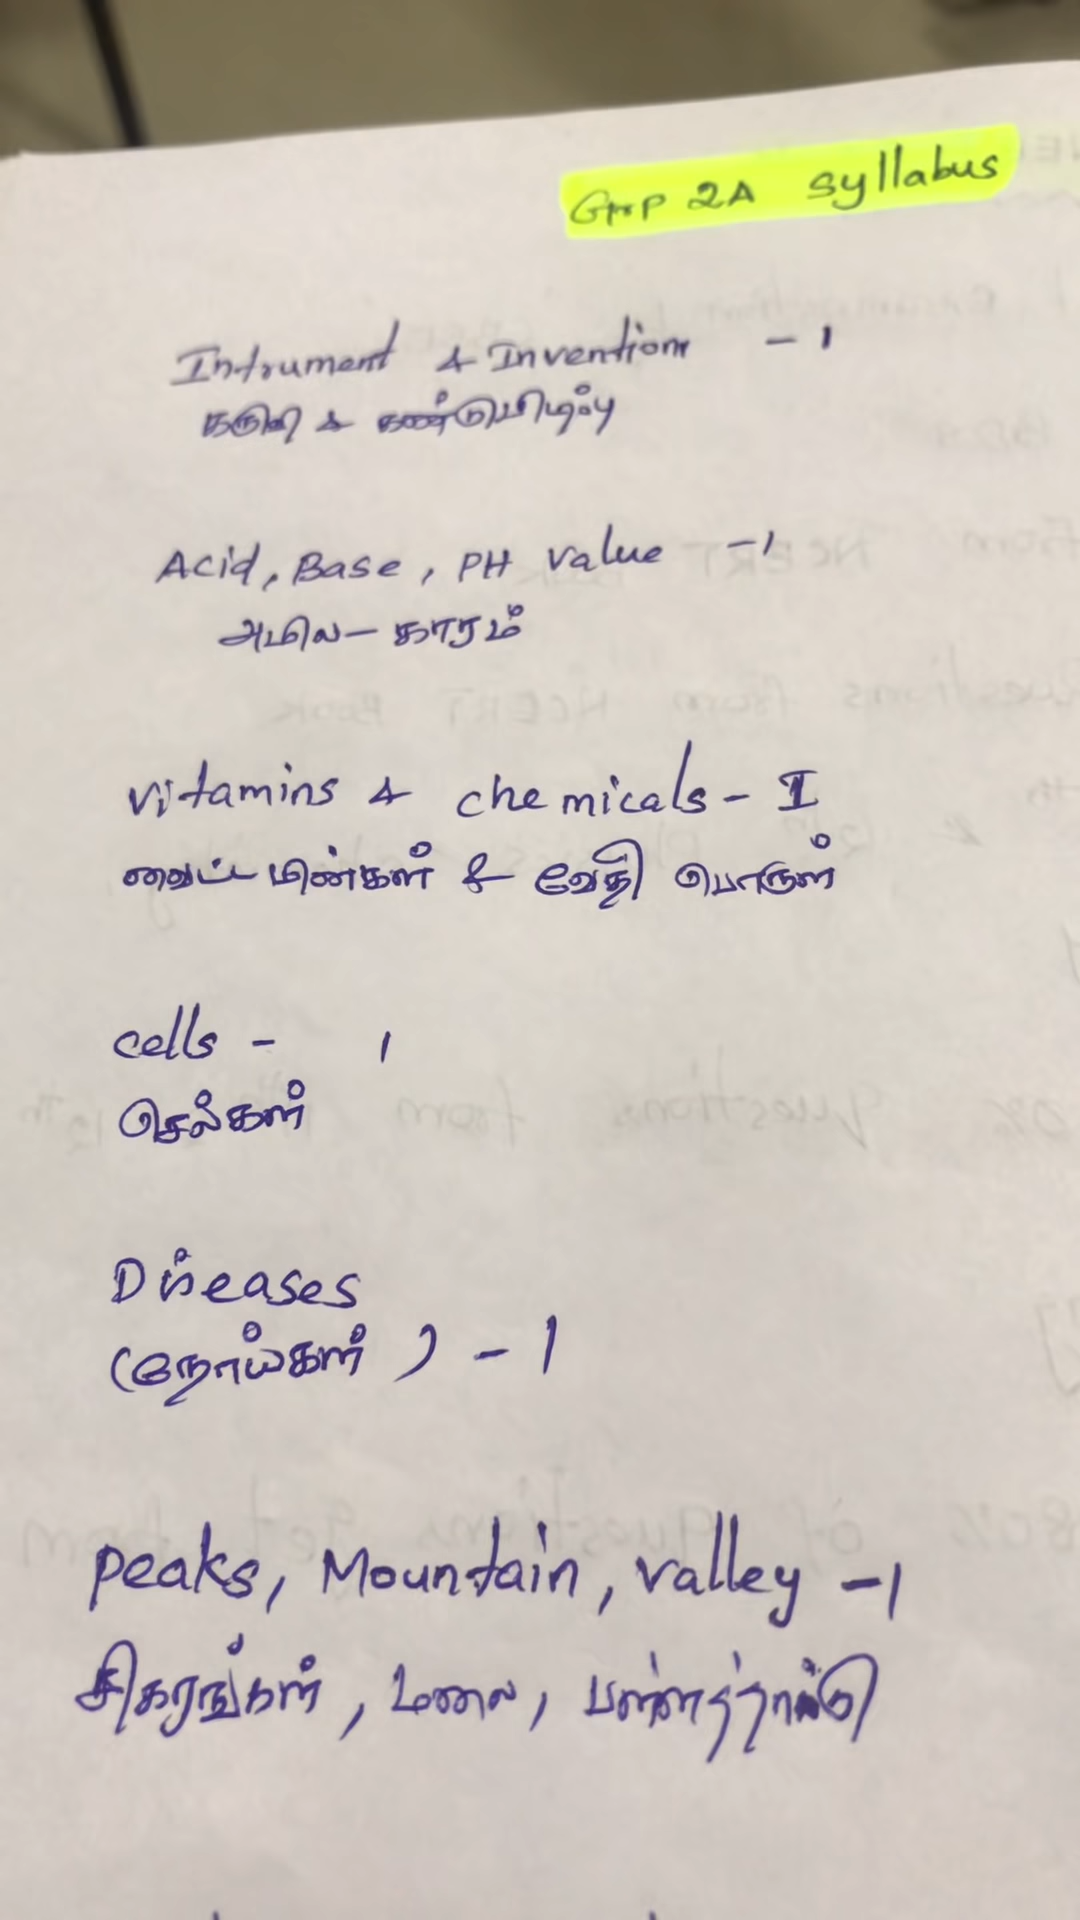 Grp 2A syllabus
Intrument & Inventions - 1
கருவி & கண்டுபிடிப்பு
Acid, Base, PH value - 1
அமில - காரம்
vitamins & chemicals - I
வைட்டமின்கள் & வேதி பொருள்
cells - 1
செல்கள்
Diseases
(நோய்கள்) - 1
peaks, Mountain, valley - 1
சிகரங்கள், மலை, பள்ளத்தாக்கு